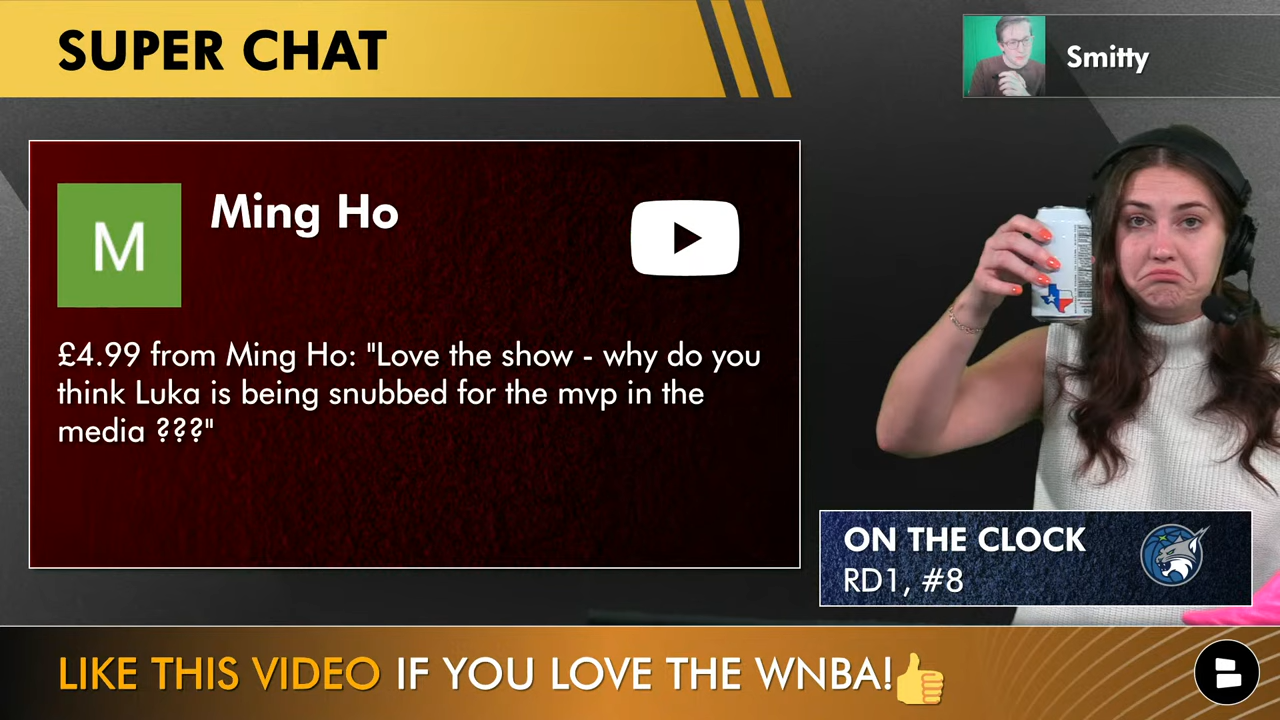 SUPER CHAT
Smitty
M
Ming Ho
£4.99 from Ming Ho: "Love the show - why do you
think Luka is being snubbed for the mvp in the
media ???"
ON THE CLOCK
RD1, #8
LIKE THIS VIDEO IF YOU LOVE THE WNBA!👍